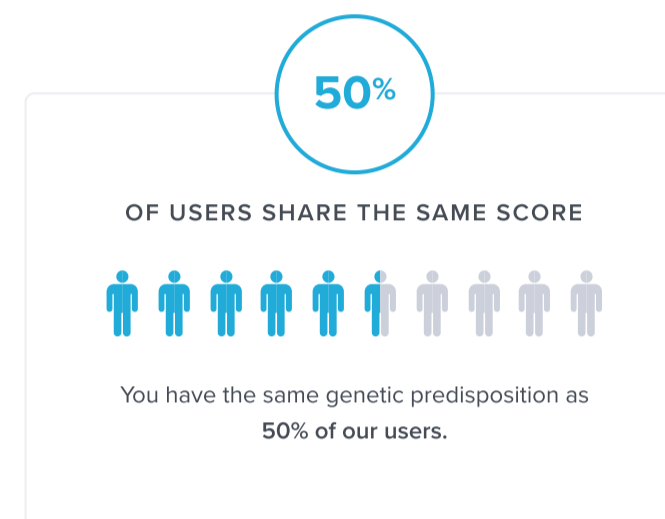 50%
OF USERS SHARE THE SAME SCORE
You have the same genetic predisposition as
50% of our users.